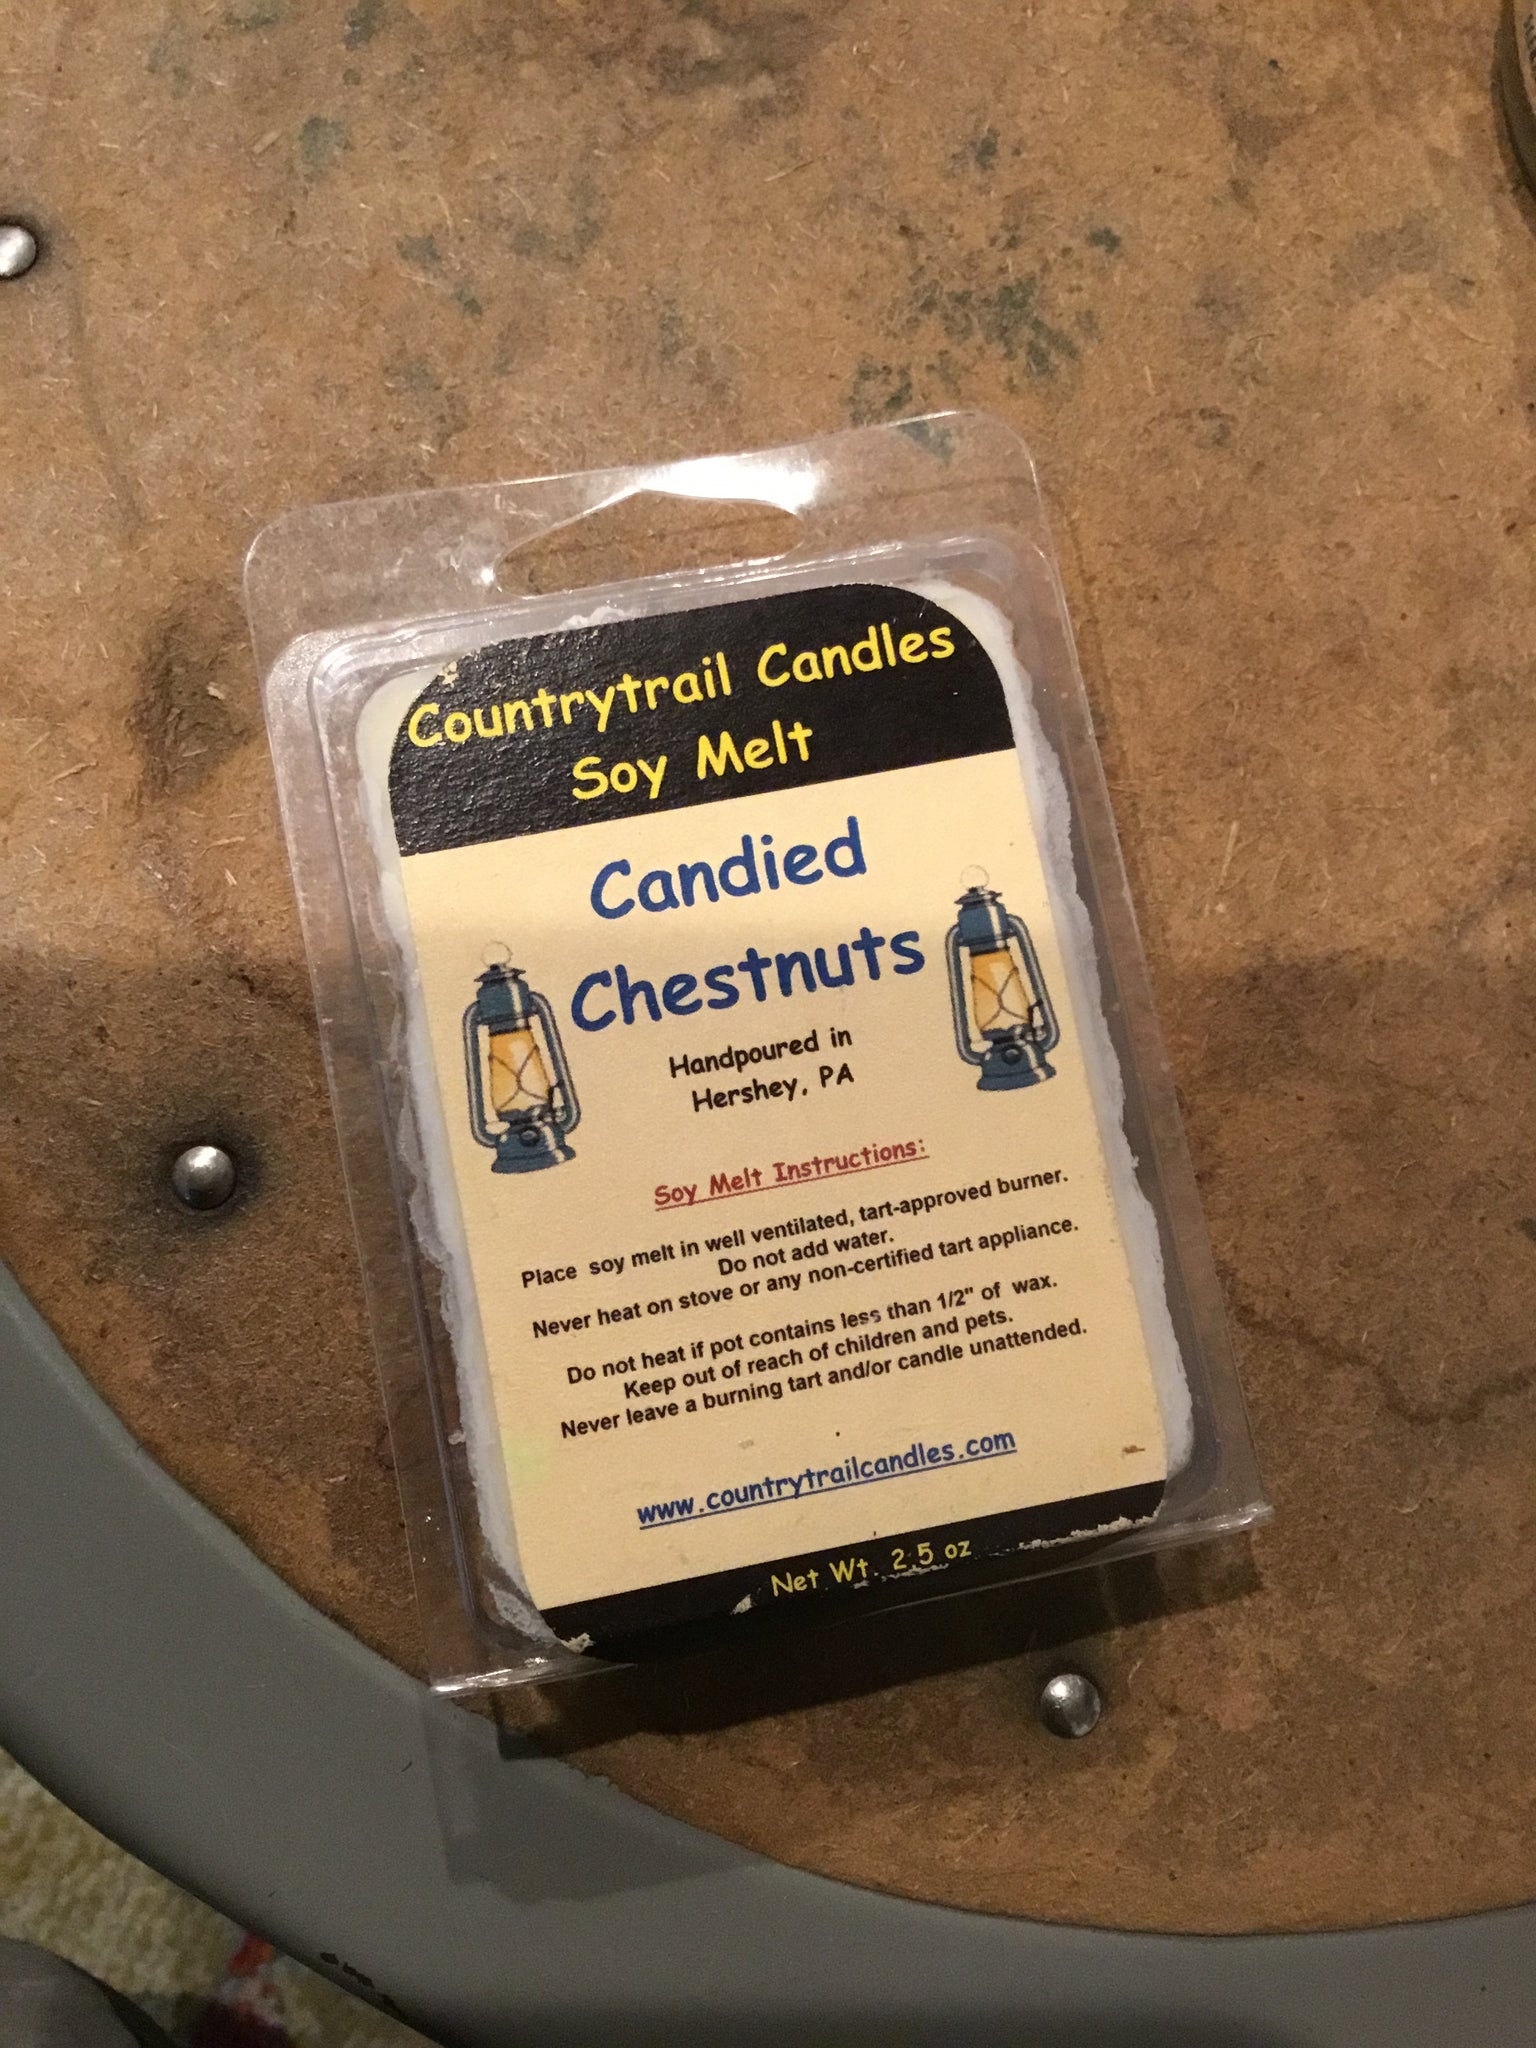 Countrytrail Candles
Soy Melt
Candied
Chestnuts
Handpoured in
Hershey, PA
Soy Melt Instructions:
Place soy melt in well ventilated, tart-approved burner.
Do not add water.
Never heat on stove or any non-certified tart appliance.
Do not heat if pot contains less than 1/2" of wax.
Keep out of reach of children and pets.
Never leave a burning tart and/or candle unattended.
www.countrytrailcandles.com
Net Wt. 2.5 oz